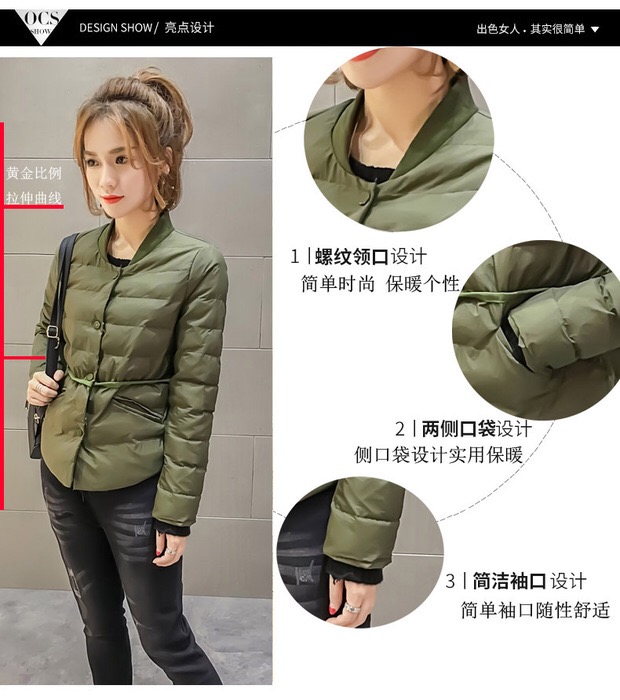 OCS
SHOW
DESIGN SHOW/ 亮点设计
出色女人·其实很简单
黄金比例
拉伸曲线
1 | 螺纹领口设计
简单时尚 保暖个性
2 | 两侧口袋设计
侧口袋设计实用保暖
3 | 简洁袖口设计
简单袖口随性舒适